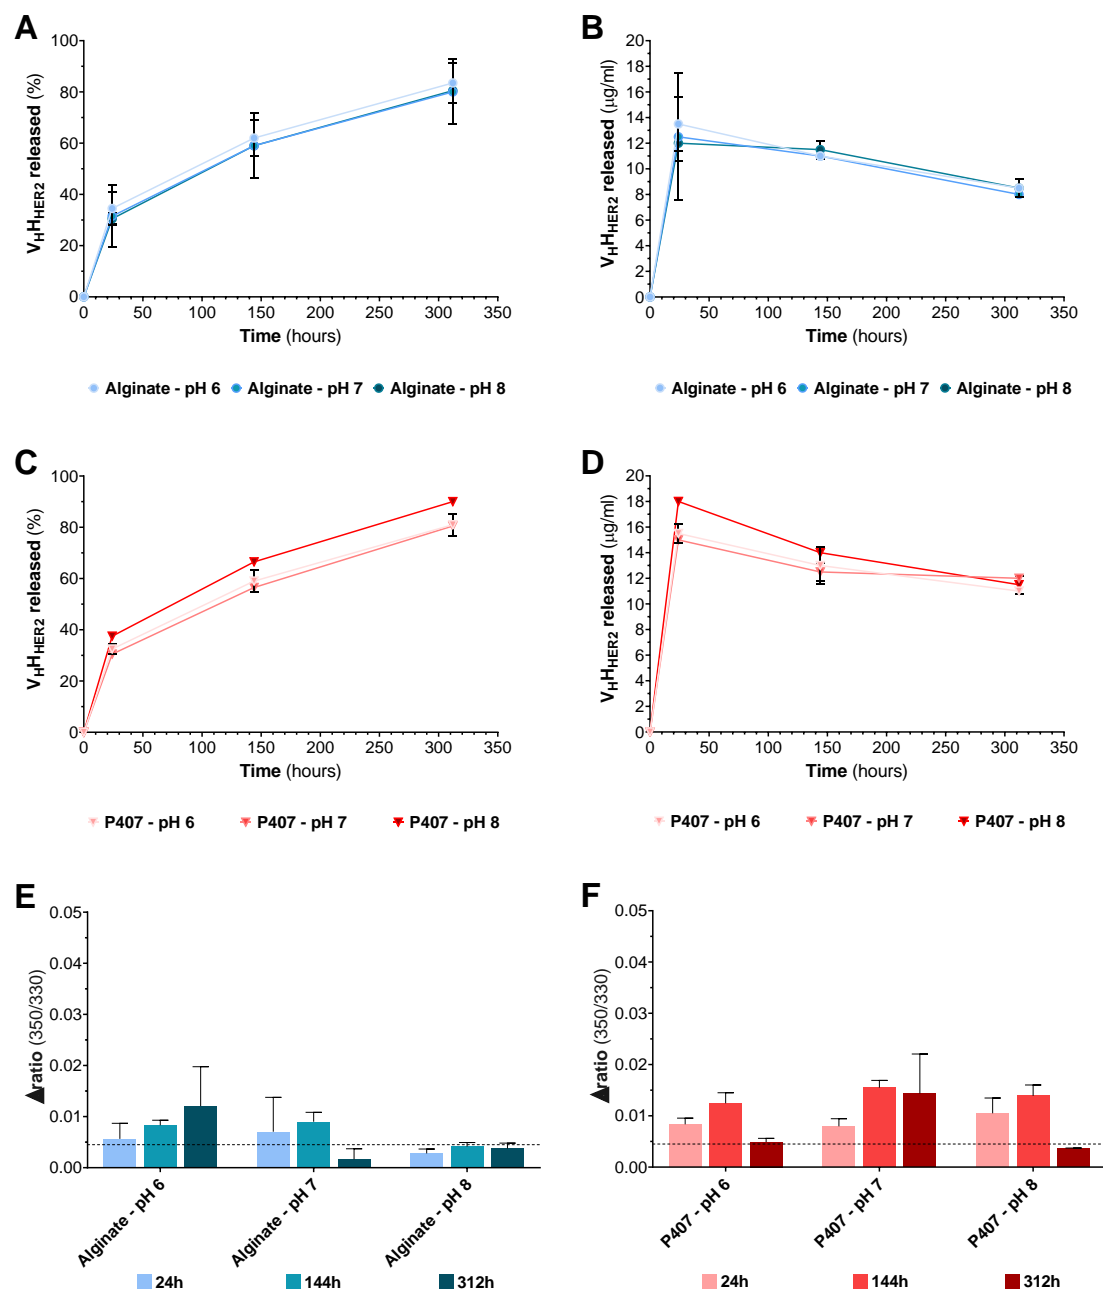 A
VHHHER2 released (%)
100
80
60
40
20
0
0 50 100 150 200 250 300 350
Time (hours)
Alginate - pH 6 Alginate - pH 7 Alginate - pH 8
B
VHHHER2 released (µg/ml)
20
18
16
14
12
10
8
6
4
2
0
0 50 100 150 200 250 300 350
Time (hours)
Alginate - pH 6 Alginate - pH 7 Alginate - pH 8
C
VHHHER2 released (%)
100
80
60
40
20
0
0 50 100 150 200 250 300 350
Time (hours)
P407 - pH 6 P407 - pH 7 P407 - pH 8
D
VHHHER2 released (µg/ml)
20
18
16
14
12
10
8
6
4
2
0
0 50 100 150 200 250 300 350
Time (hours)
P407 - pH 6 P407 - pH 7 P407 - pH 8
E
▲ratio (350/330)
0.05
0.04
0.03
0.02
0.01
0.00
Alginate - pH 6
Alginate - pH 7
Alginate - pH 8
24h 144h 312h
F
▲ratio (350/330)
0.05
0.04
0.03
0.02
0.01
0.00
P407 - pH 6
P407 - pH 7
P407 - pH 8
24h 144h 312h